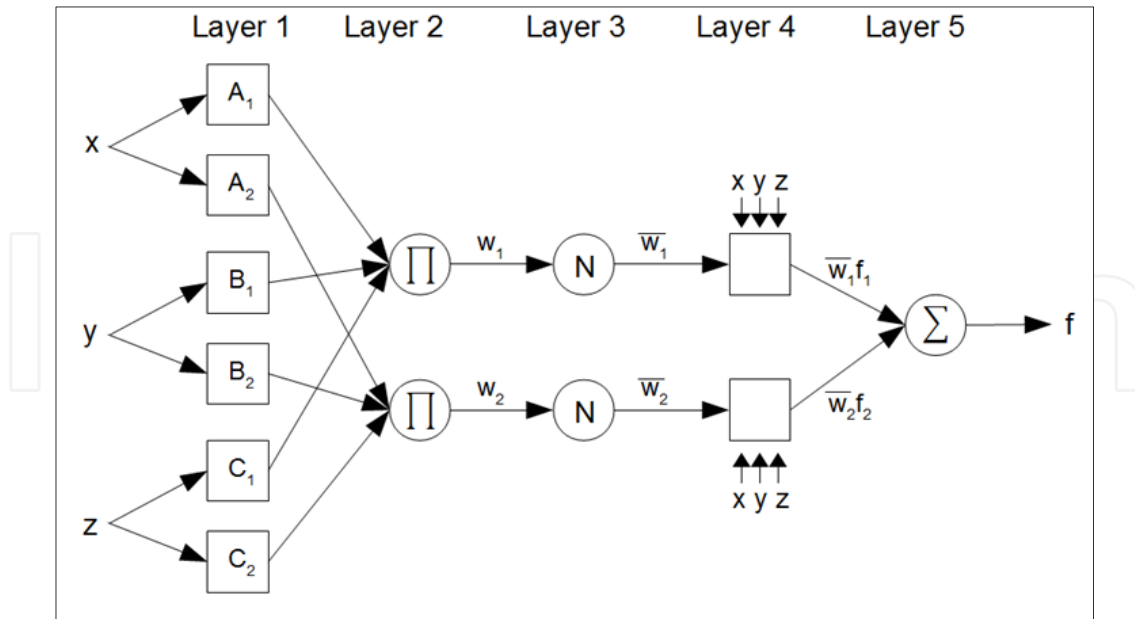 Layer 1 Layer 2 Layer 3 Layer 4 Layer 5
A₁
x
A₂
x y z
B₁
∏ w₁ N w̅₁
w̅₁f₁
y
∑ f
B₂
∏ w₂ N w̅₂
w̅₂f₂
C₁
x y z
z
C₂